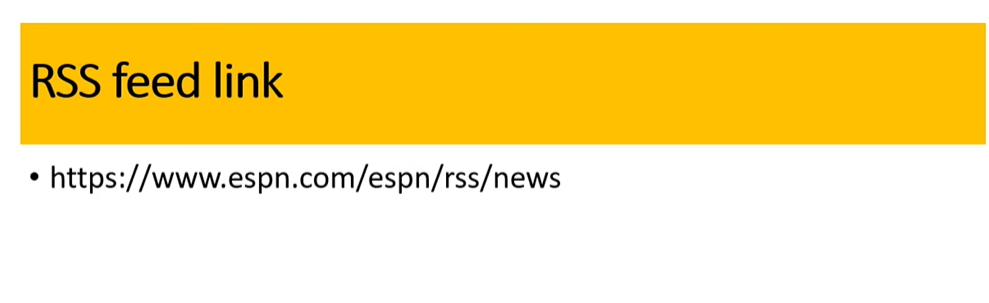 RSS feed link
• https://www.espn.com/espn/rss/news